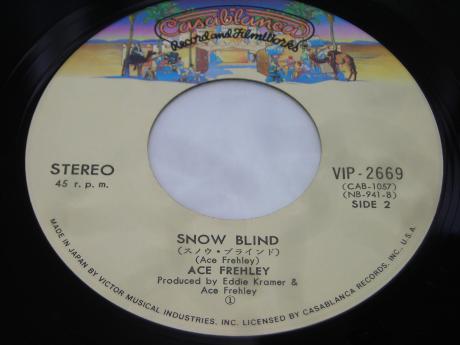 Casablanca
Record and FilmWorks
STEREO
45 r.p.m.
VIP-2669
(CAB-1057)
(NB-941-8)
SIDE 2
SNOW BLIND
(スノウ・ブラインド)
(Ace Frehley)
ACE FREHLEY
Produced by Eddie Kramer &
Ace Frehley
①
MADE IN JAPAN BY VICTOR MUSICAL INDUSTRIES, INC. LICENSED BY CASABLANCA RECORDS, INC., U.S.A.